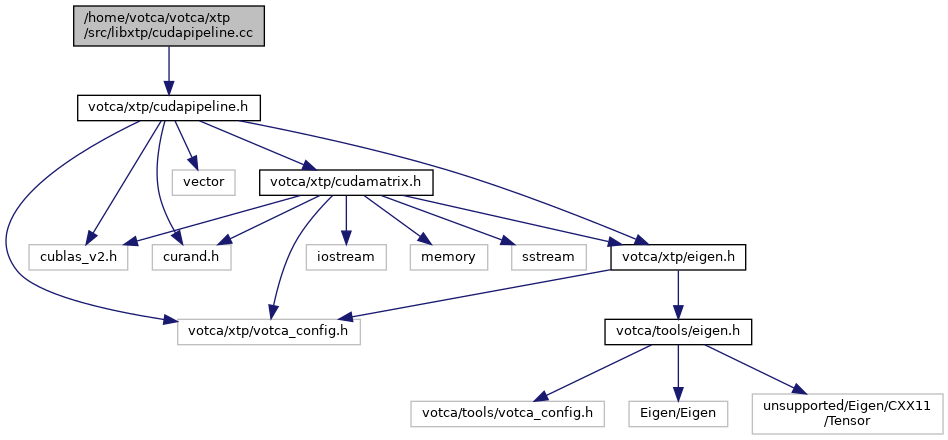 /home/votca/votca/xtp
/src/libxtp/cudapipeline.cc
votca/xtp/cudapipeline.h
vector
votca/xtp/cudamatrix.h
cublas_v2.h
curand.h
iostream
memory
sstream
votca/xtp/eigen.h
votca/xtp/votca_config.h
votca/tools/eigen.h
votca/tools/votca_config.h
Eigen/Eigen
unsupported/Eigen/CXX11
/Tensor